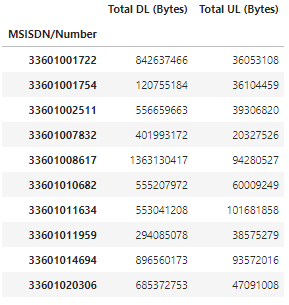 Total DL (Bytes) Total UL (Bytes)
MSISDN/Number
33601001722 842637466 36053108
33601001754 120755184 36104459
33601002511 556659663 39306820
33601007832 401993172 20327526
33601008617 1363130417 94280527
33601010682 555207972 60009249
33601011634 553041208 101681858
33601011959 294085078 38575279
33601014694 896560173 93572016
33601020306 685372753 47091008